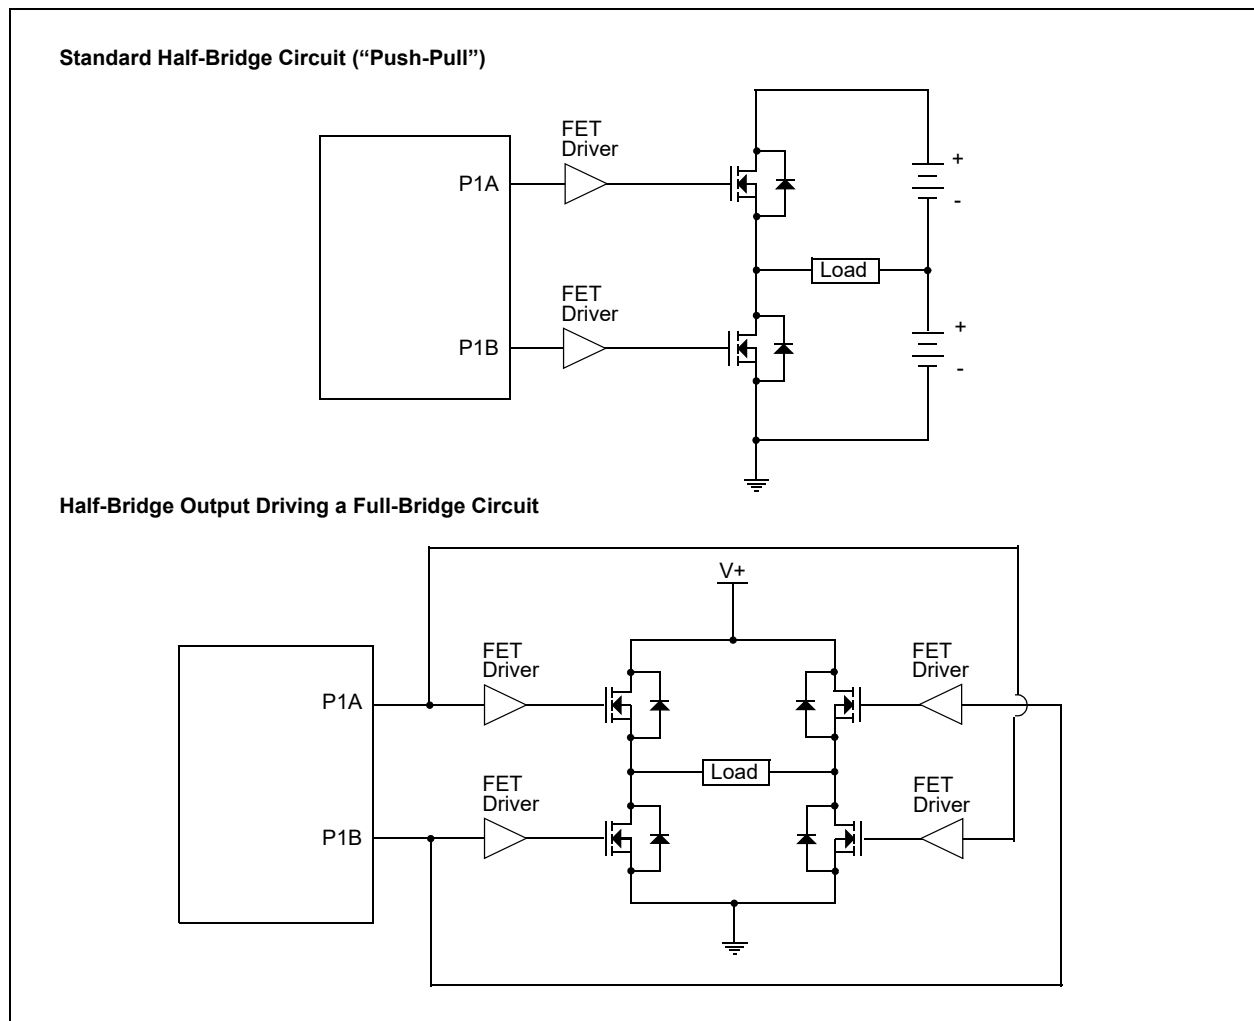 Standard Half-Bridge Circuit (“Push-Pull”)
FET
Driver
P1A
+
-
Load
FET
Driver
P1B
+
-
Half-Bridge Output Driving a Full-Bridge Circuit
V+
FET
Driver
FET
Driver
P1A
Load
FET
Driver
FET
Driver
P1B